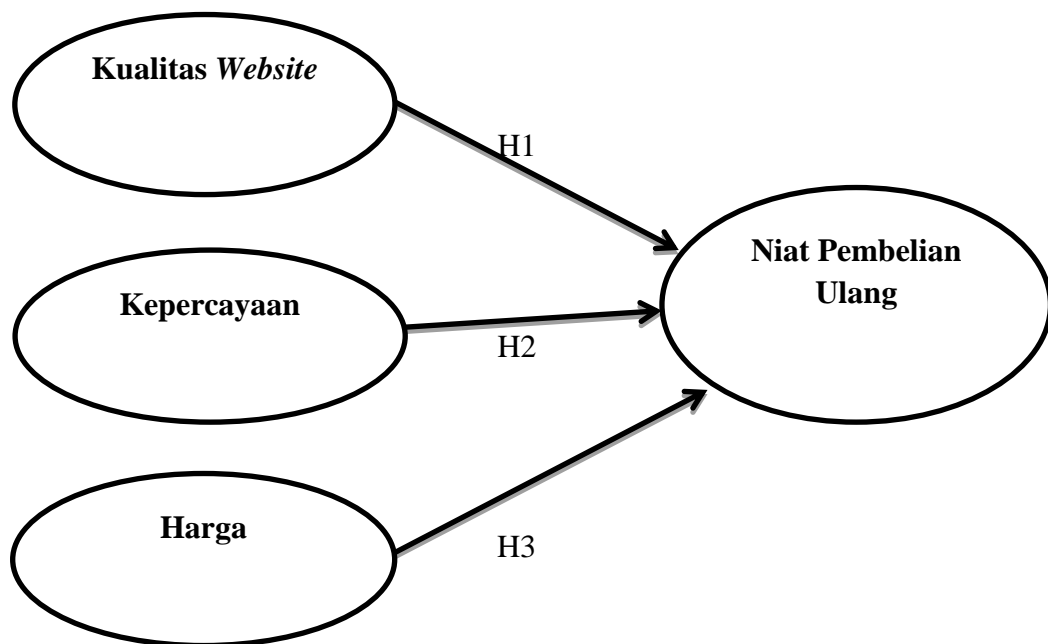 Kualitas Website
H1
Niat Pembelian
Ulang
Kepercayaan
H2
Harga
H3